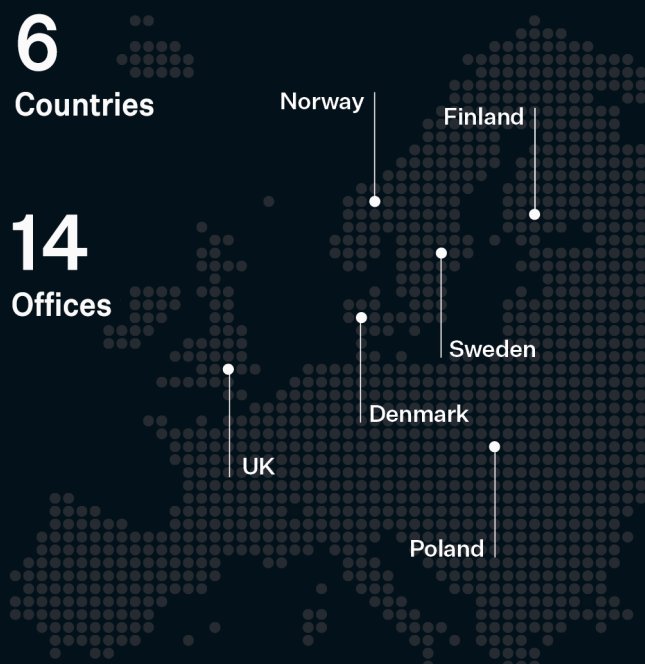 6
Countries
Norway
Finland
14
Offices
Sweden
Denmark
UK
Poland